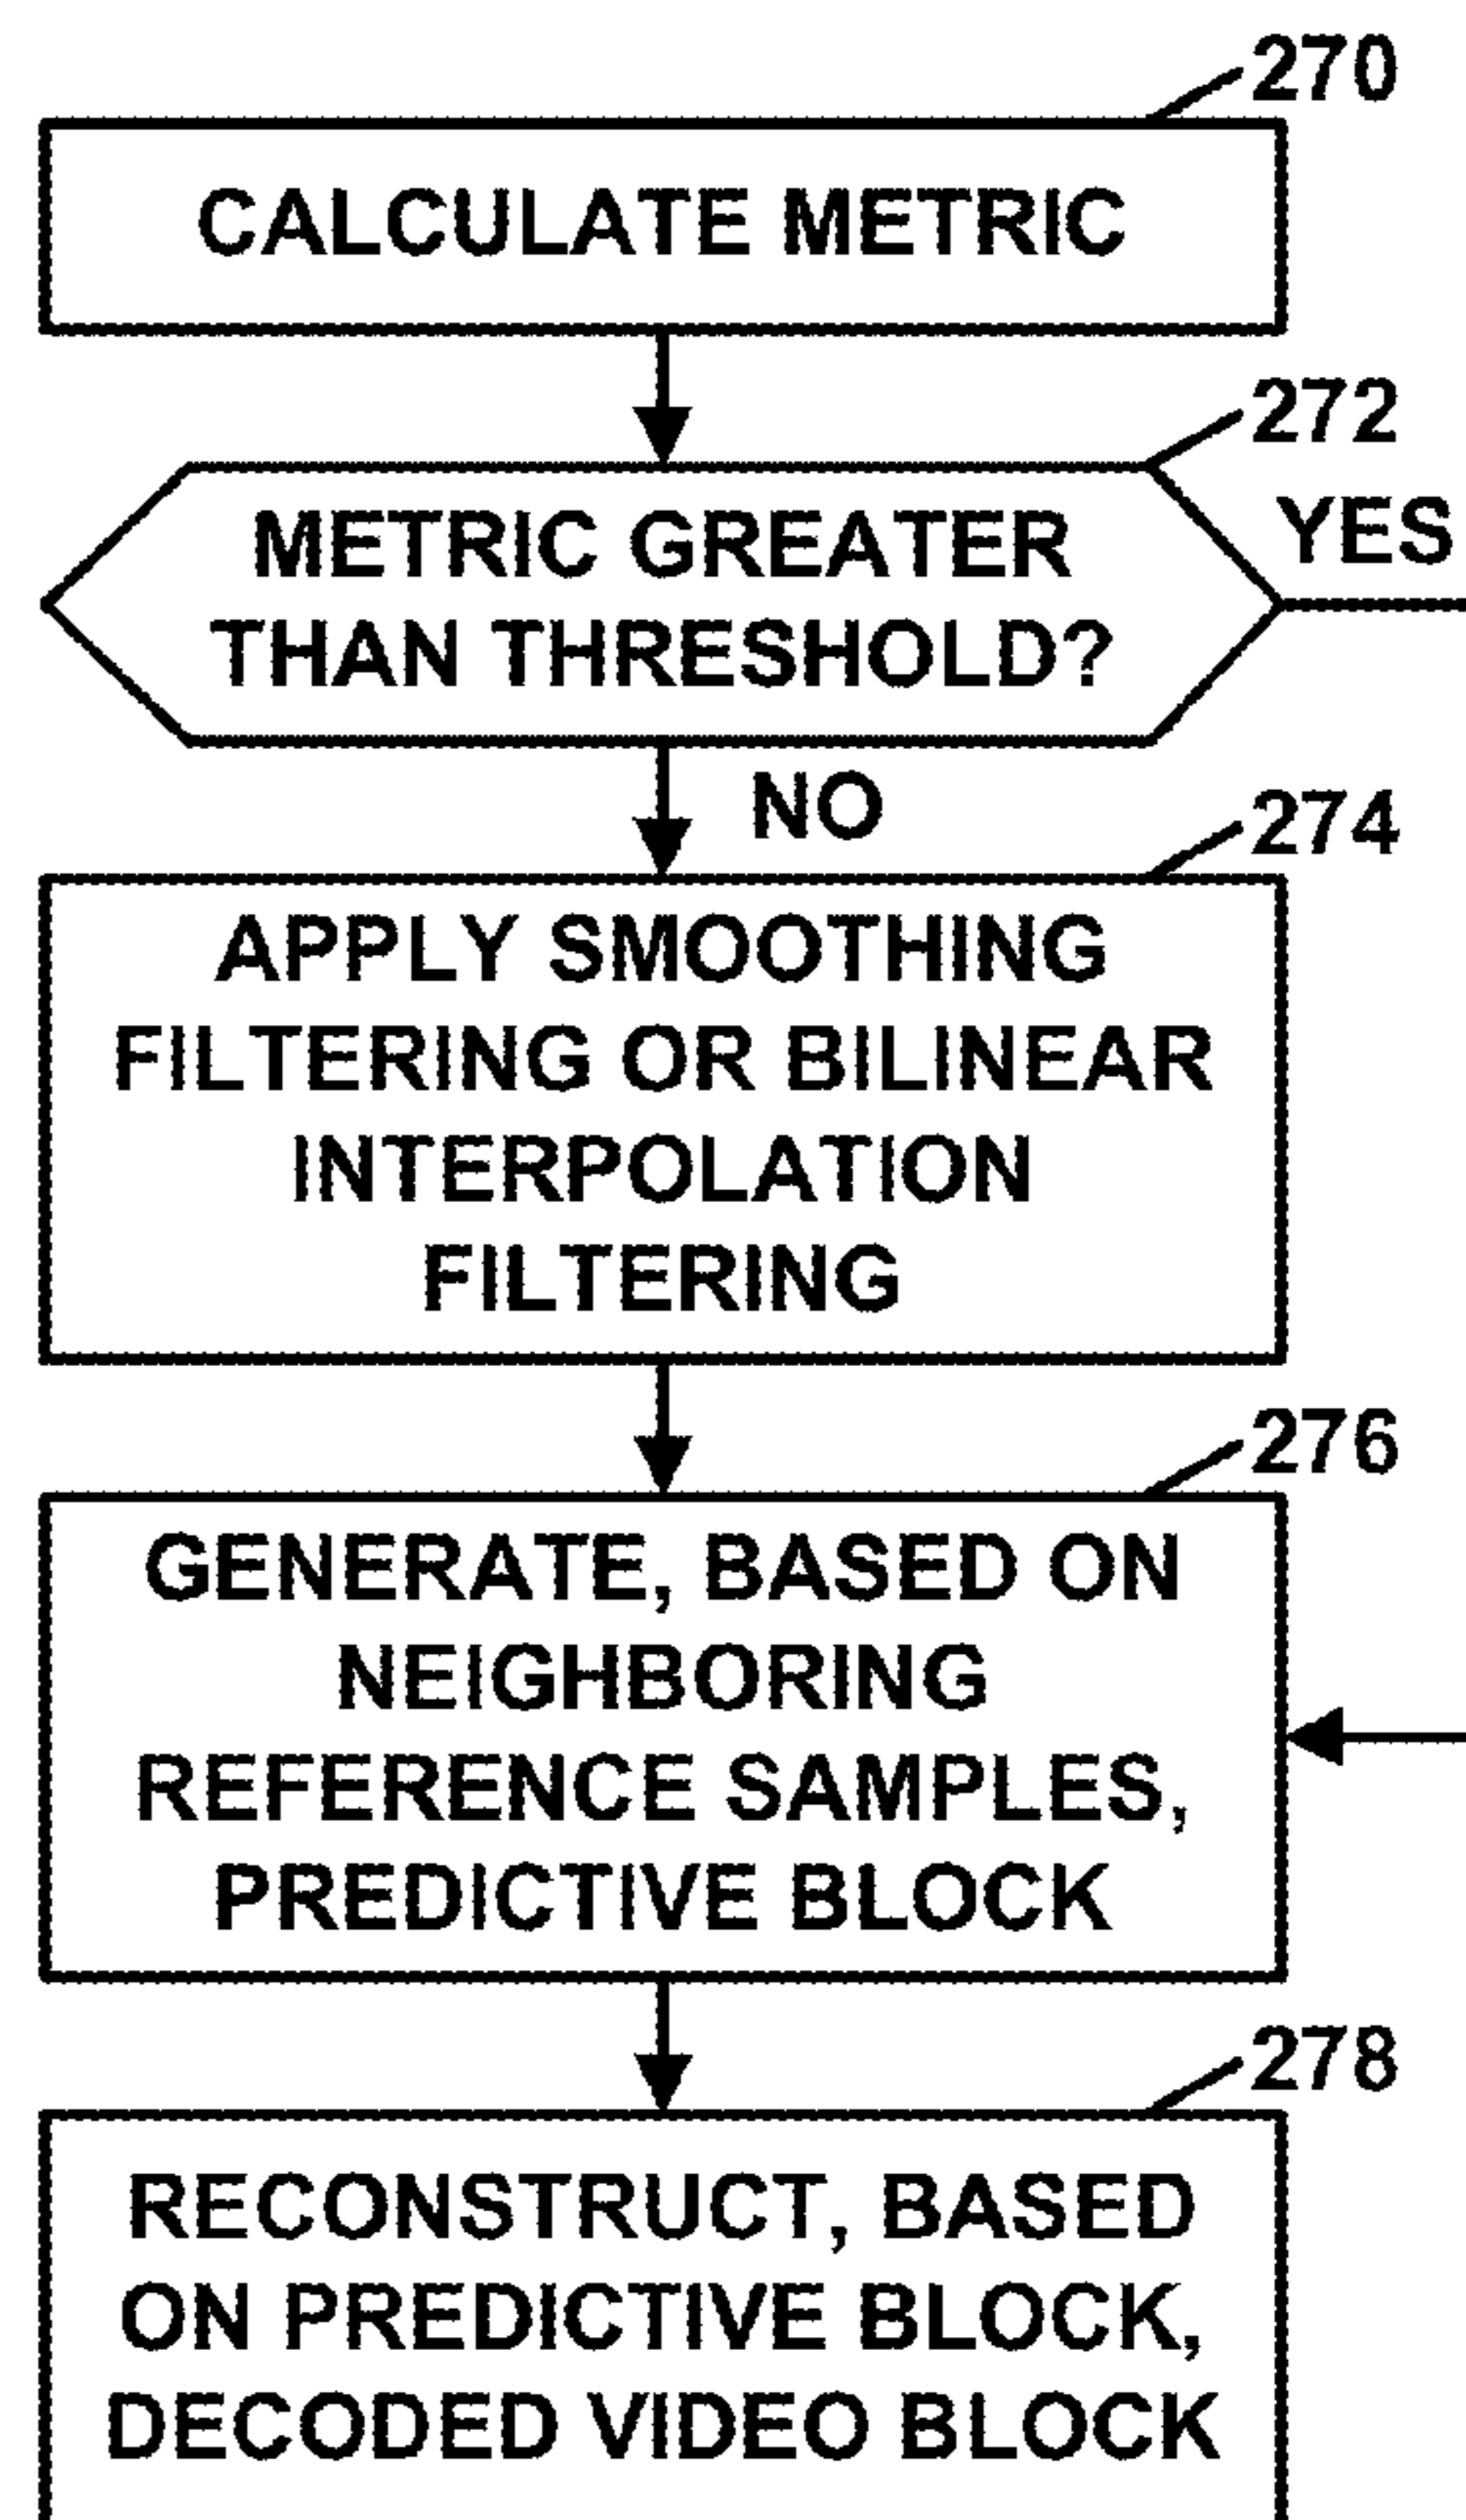 270
CALCULATE METRIC
272
METRIC GREATER
THAN THRESHOLD?
YES
NO
274
APPLY SMOOTHING
FILTERING OR BILINEAR
INTERPOLATION
FILTERING
276
GENERATE, BASED ON
NEIGHBORING
REFERENCE SAMPLES,
PREDICTIVE BLOCK
278
RECONSTRUCT, BASED
ON PREDICTIVE BLOCK,
DECODED VIDEO BLOCK